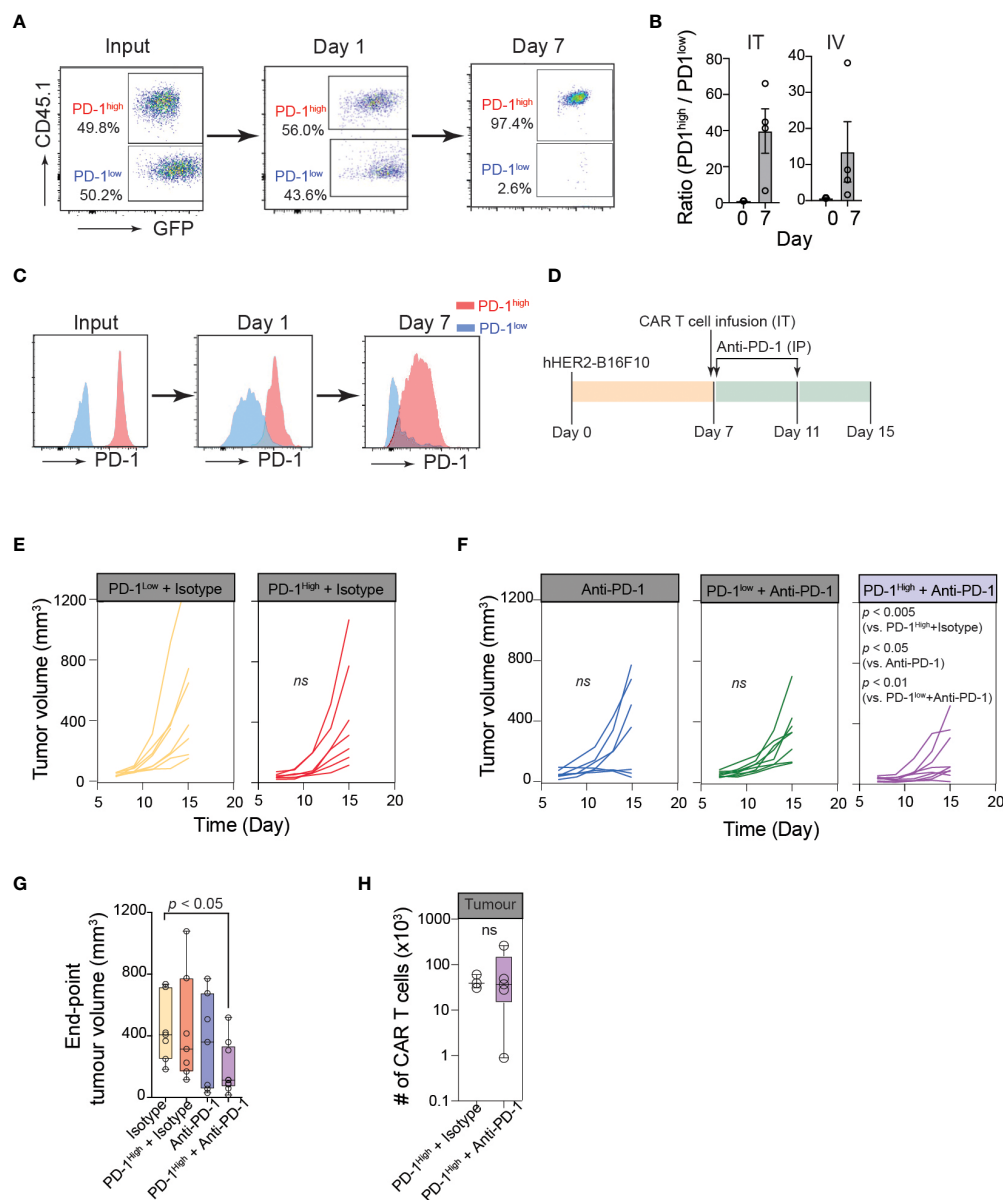 A
Input
Day 1
Day 7
CD45.1
PD-1high
49.8%
PD-1low
50.2%
GFP
PD-1high
56.0%
PD-1low
43.6%
PD-1high
97.4%
PD-1low
2.6%
B
IT
IV
Ratio (PD1high / PD1low)
80
60
40
20
0
40
30
20
10
0
0 7
0 7
Day
C
PD-1high
PD-1low
Input
Day 1
Day 7
PD-1
PD-1
PD-1
D
CAR T cell infusion (IT)
Anti-PD-1 (IP)
hHER2-B16F10
Day 0
Day 7
Day 11
Day 15
E
PD-1Low + Isotype
PD-1High + Isotype
Tumor volume (mm3)
1200
800
400
0
ns
5 10 15 20
5 10 15 20
Time (Day)
F
Anti-PD-1
PD-1low + Anti-PD-1
PD-1High + Anti-PD-1
Tumor volume (mm3)
1200
800
400
0
ns
ns
p < 0.005
(vs. PD-1High+Isotype)
p < 0.05
(vs. Anti-PD-1)
p < 0.01
(vs. PD-1low+Anti-PD-1)
5 10 15 20
5 10 15 20
5 10 15 20
Time (Day)
G
p < 0.05
End-point
tumour volume (mm3)
1200
800
400
0
Isotype
PD-1High + Isotype
Anti-PD-1
PD-1High + Anti-PD-1
H
Tumour
ns
# of CAR T cells (x103)
1000
100
10
1
0.1
PD-1High + Isotype
PD-1High + Anti-PD-1